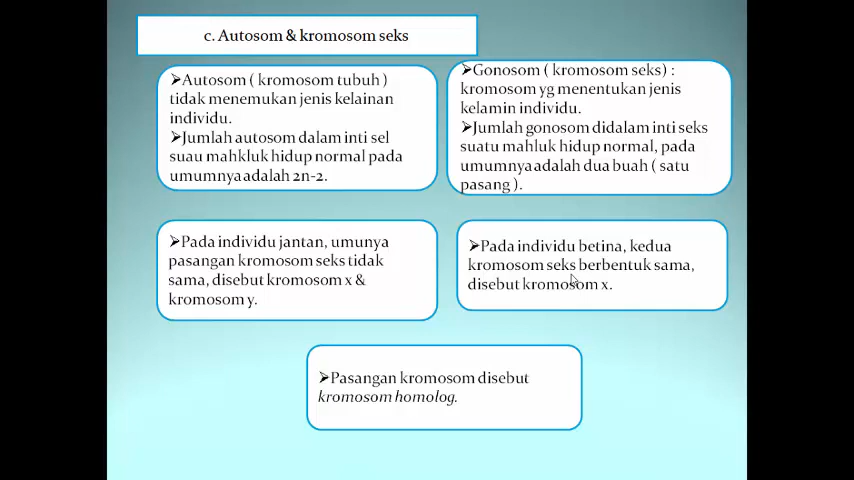 c. Autosom & kromosom seks
➢Autosom ( kromosom tubuh )
tidak menemukan jenis kelainan
individu.
➢Jumlah autosom dalam inti sel
suau mahkluk hidup normal pada
umumnya adalah 2n-2.
➢Gonosom ( kromosom seks) :
kromosom yg menentukan jenis
kelamin individu.
➢Jumlah gonosom didalam inti seks
suatu mahluk hidup normal, pada
umumnya adalah dua buah ( satu
pasang ).
➢Pada individu jantan, umunya
pasangan kromosom seks tidak
sama, disebut kromosom x &
kromosom y.
➢Pada individu betina, kedua
kromosom seks berbentuk sama,
disebut kromosom x.
➢Pasangan kromosom disebut
kromosom homolog.